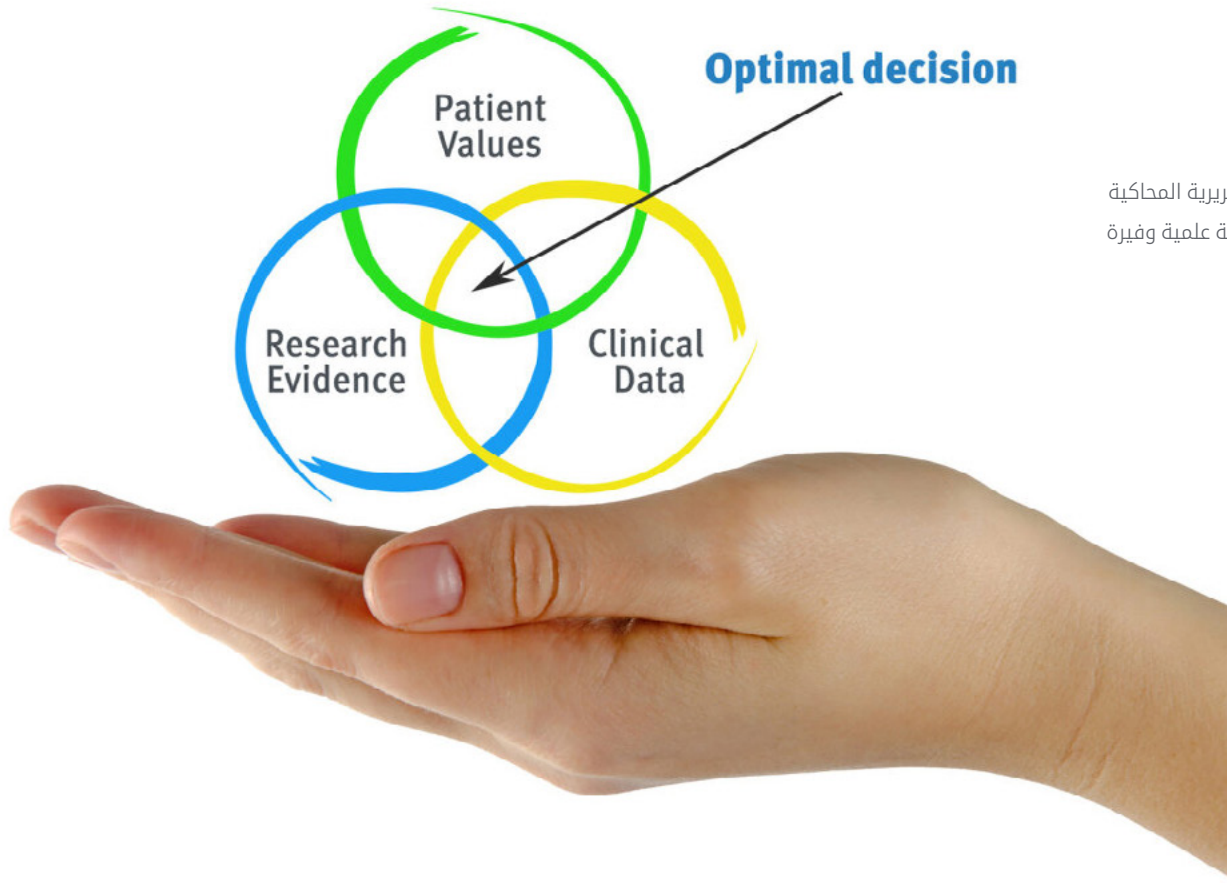 Optimal decision
Patient
Values
Research
Evidence
Clinical
Data
المحاكية
علمية وفيرة